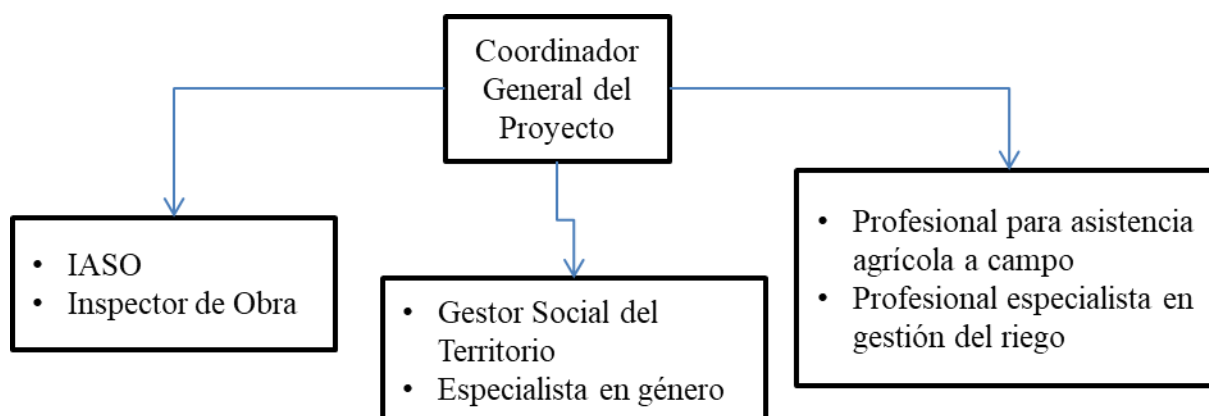 Coordinador
General del
Proyecto
• IASO
• Inspector de Obra
• Gestor Social del
Territorio
• Especialista en género
• Profesional para asistencia
agrícola a campo
• Profesional especialista en
gestión del riego